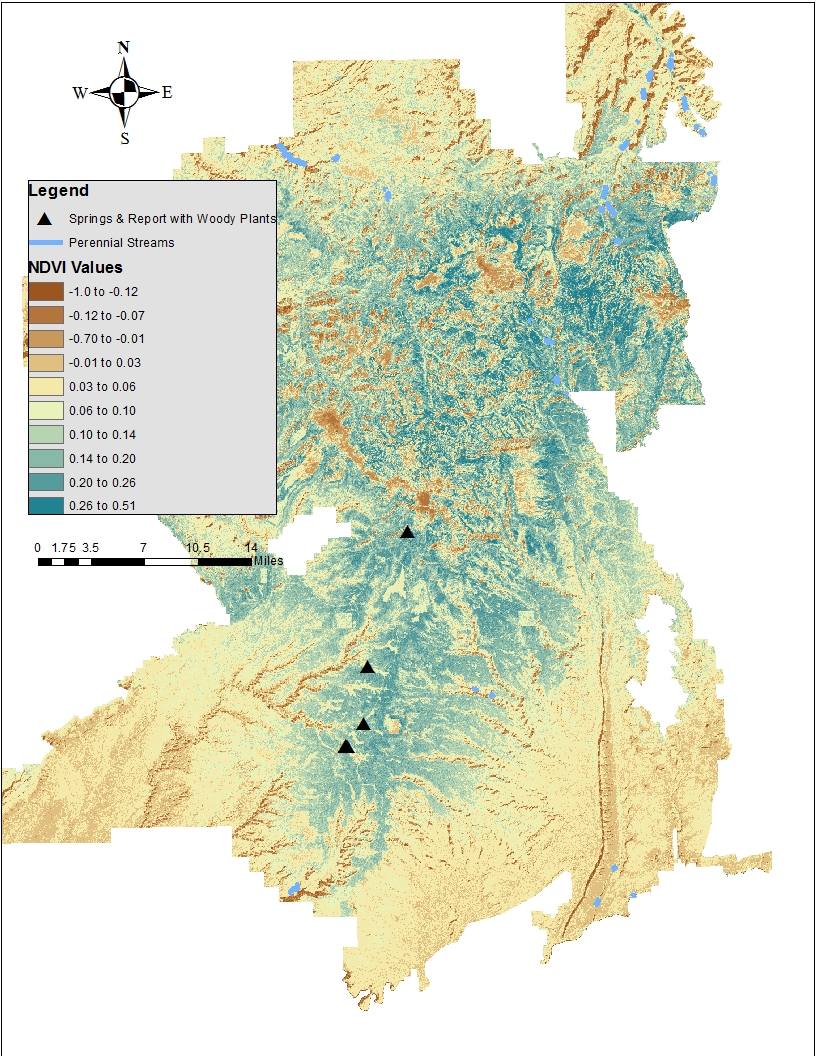 N
W E
S
Legend
Springs & Report with Woody Plants
Perennial Streams
NDVI Values
-1.0 to -0.12
-0.12 to -0.07
-0.70 to -0.01
-0.01 to 0.03
0.03 to 0.06
0.06 to 0.10
0.10 to 0.14
0.14 to 0.20
0.20 to 0.26
0.26 to 0.51
0 1.75 3.5 7 10.5 14
Miles